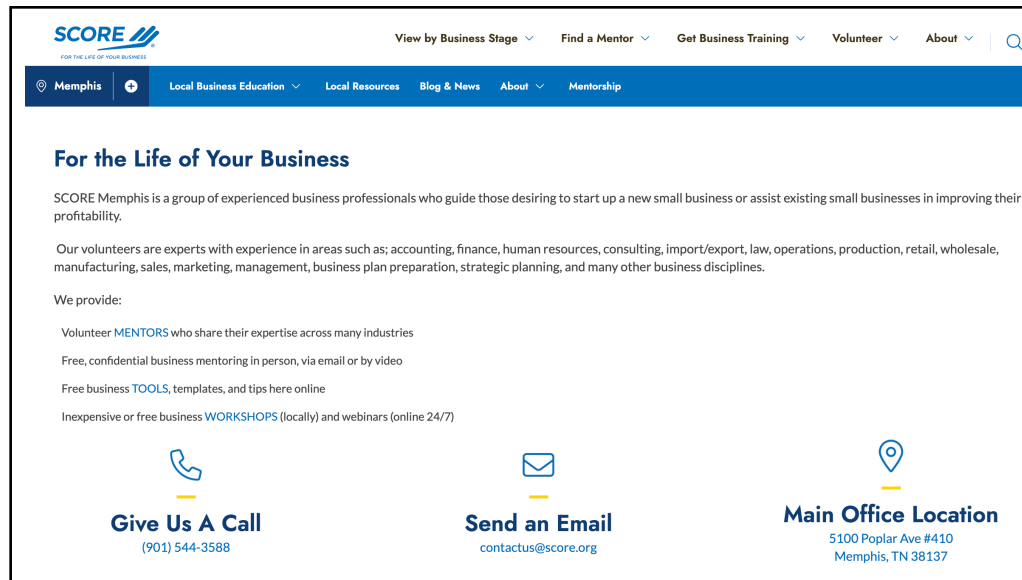 SCORE
FOR THE LIFE OF YOUR BUSINESS
View by Business Stage Find a Mentor Get Business Training Volunteer About
Memphis Local Business Education Local Resources Blog & News About Mentorship
For the Life of Your Business
SCORE Memphis is a group of experienced business professionals who guide those desiring to start up a new small business or assist existing small businesses in improving their
profitability.
Our volunteers are experts with experience in areas such as; accounting, finance, human resources, consulting, import/export, law, operations, production, retail, wholesale,
manufacturing, sales, marketing, management, business plan preparation, strategic planning, and many other business disciplines.
We provide:
Volunteer MENTORS who share their expertise across many industries
Free, confidential business mentoring in person, via email or by video
Free business TOOLS, templates, and tips here online
Inexpensive or free business WORKSHOPS (locally) and webinars (online 24/7)
Give Us A Call
(901) 544-3588
Send an Email
contactus@score.org
Main Office Location
5100 Poplar Ave #410
Memphis, TN 38137